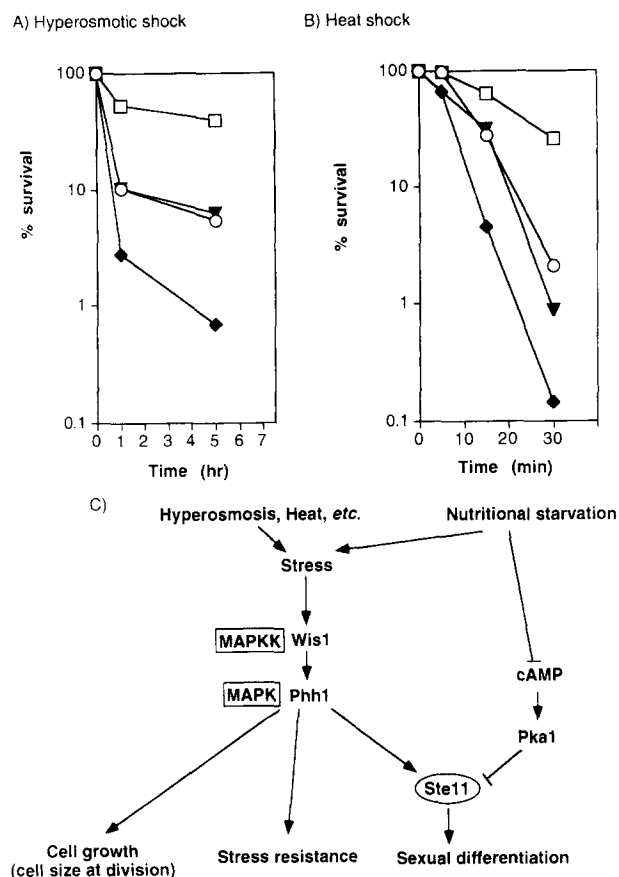 A) Hyperosmotic shock
B) Heat shock
% survival
100
10
1
0.1
0 1 2 3 4 5 6 7
Time (hr)
% survival
100
10
1
0.1
0 10 20 30
Time (min)
C)
Hyperosmosis, Heat, etc.
Nutritional starvation
Stress
MAPKK Wis1
cAMP
MAPK Phh1
Pka1
Ste11
Cell growth
(cell size at division)
Stress resistance
Sexual differentiation